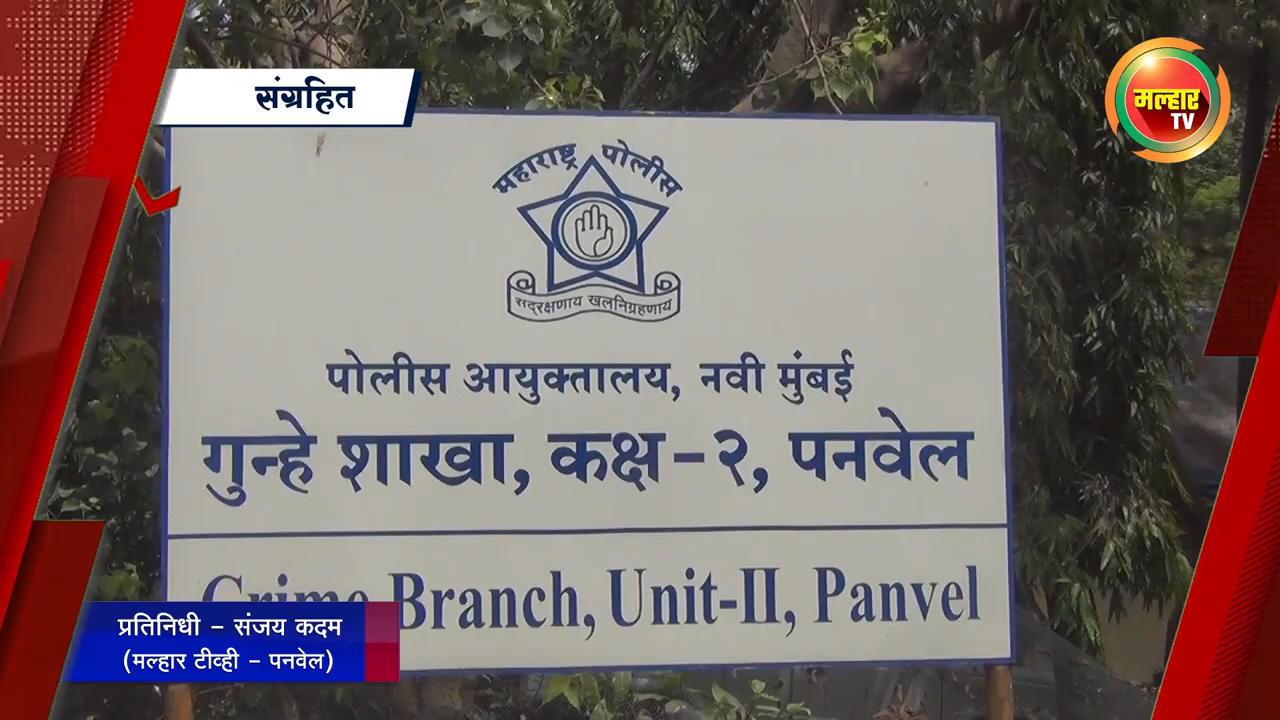 संग्रहित
मल्हार
TV
महाराष्ट्र पोलीस
सद्रक्षणाय खलनिग्रहणाय
पोलीस आयुक्तालय, नवी मुंबई
गुन्हे शाखा, कक्ष-२, पनवेल
Crime Branch, Unit-II, Panvel
प्रतिनिधी - संजय कदम
(मल्हार टीव्ही - पनवेल)